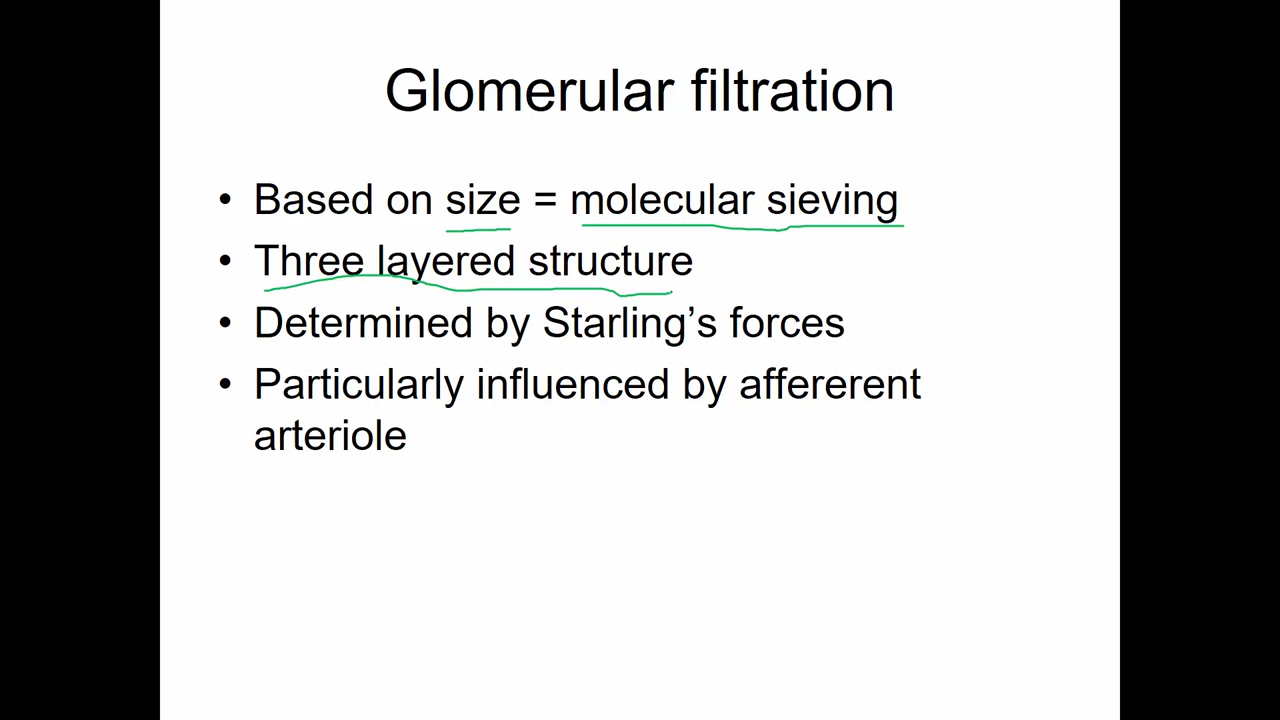 Glomerular filtration
• Based on size = molecular sieving
• Three layered structure
• Determined by Starling’s forces
• Particularly influenced by affererent
arteriole